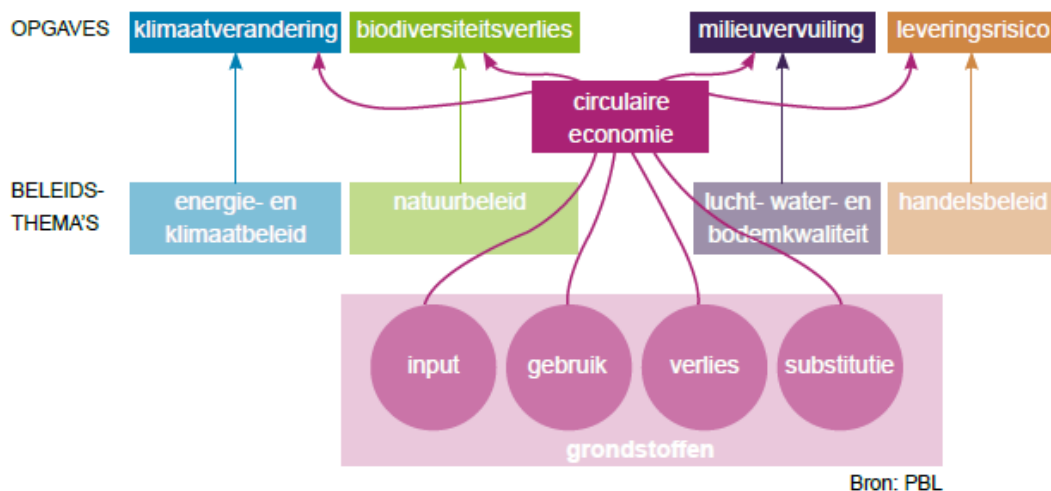 OPGAVES
klimaatverandering
biodiversiteitsverlies
milieuvervuiling
leveringsrisico
circulaire
economie
BELEIDS-
THEMA'S
energie- en
klimaatbeleid
natuurbeleid
lucht- water- en
bodemkwaliteit
handelsbeleid
input
gebruik
verlies
substitutie
grondstoffen
Bron: PBL